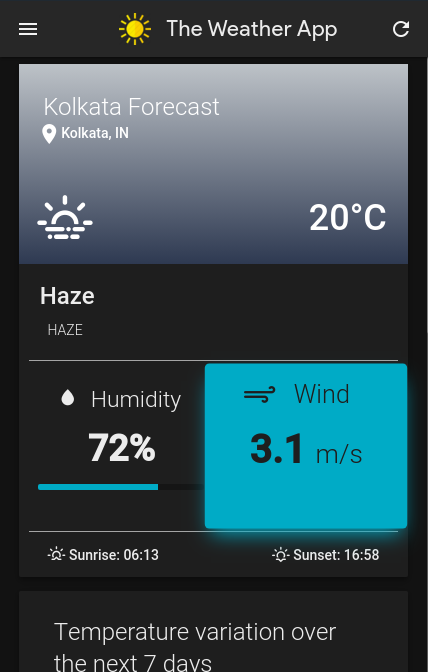 The Weather App
Kolkata Forecast
Kolkata, IN
20°C
Haze
HAZE
Humidity
72%
Wind
3.1 m/s
Sunrise: 06:13
Sunset: 16:58
Temperature variation over
the next 7 days